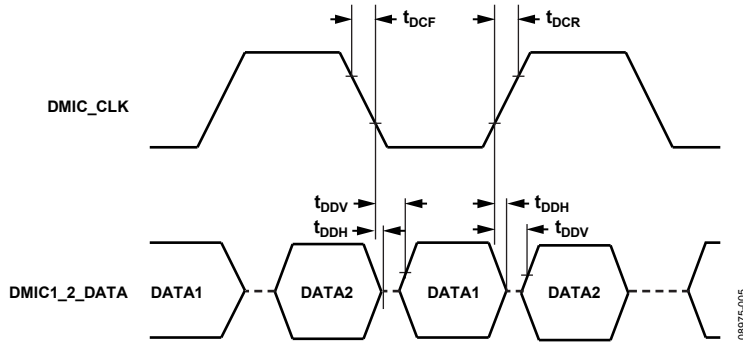 tDCF
tDCR
DMIC_CLK
tDDV
tDDH
tDDH
tDDV
DMIC1_2_DATA
DATA1
DATA2
DATA1
DATA2
08975-005